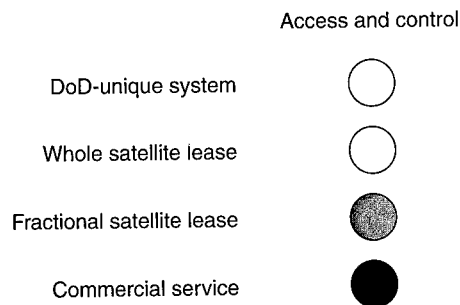 Access and control
DoD-unique system
Whole satellite lease
Fractional satellite lease
Commercial service